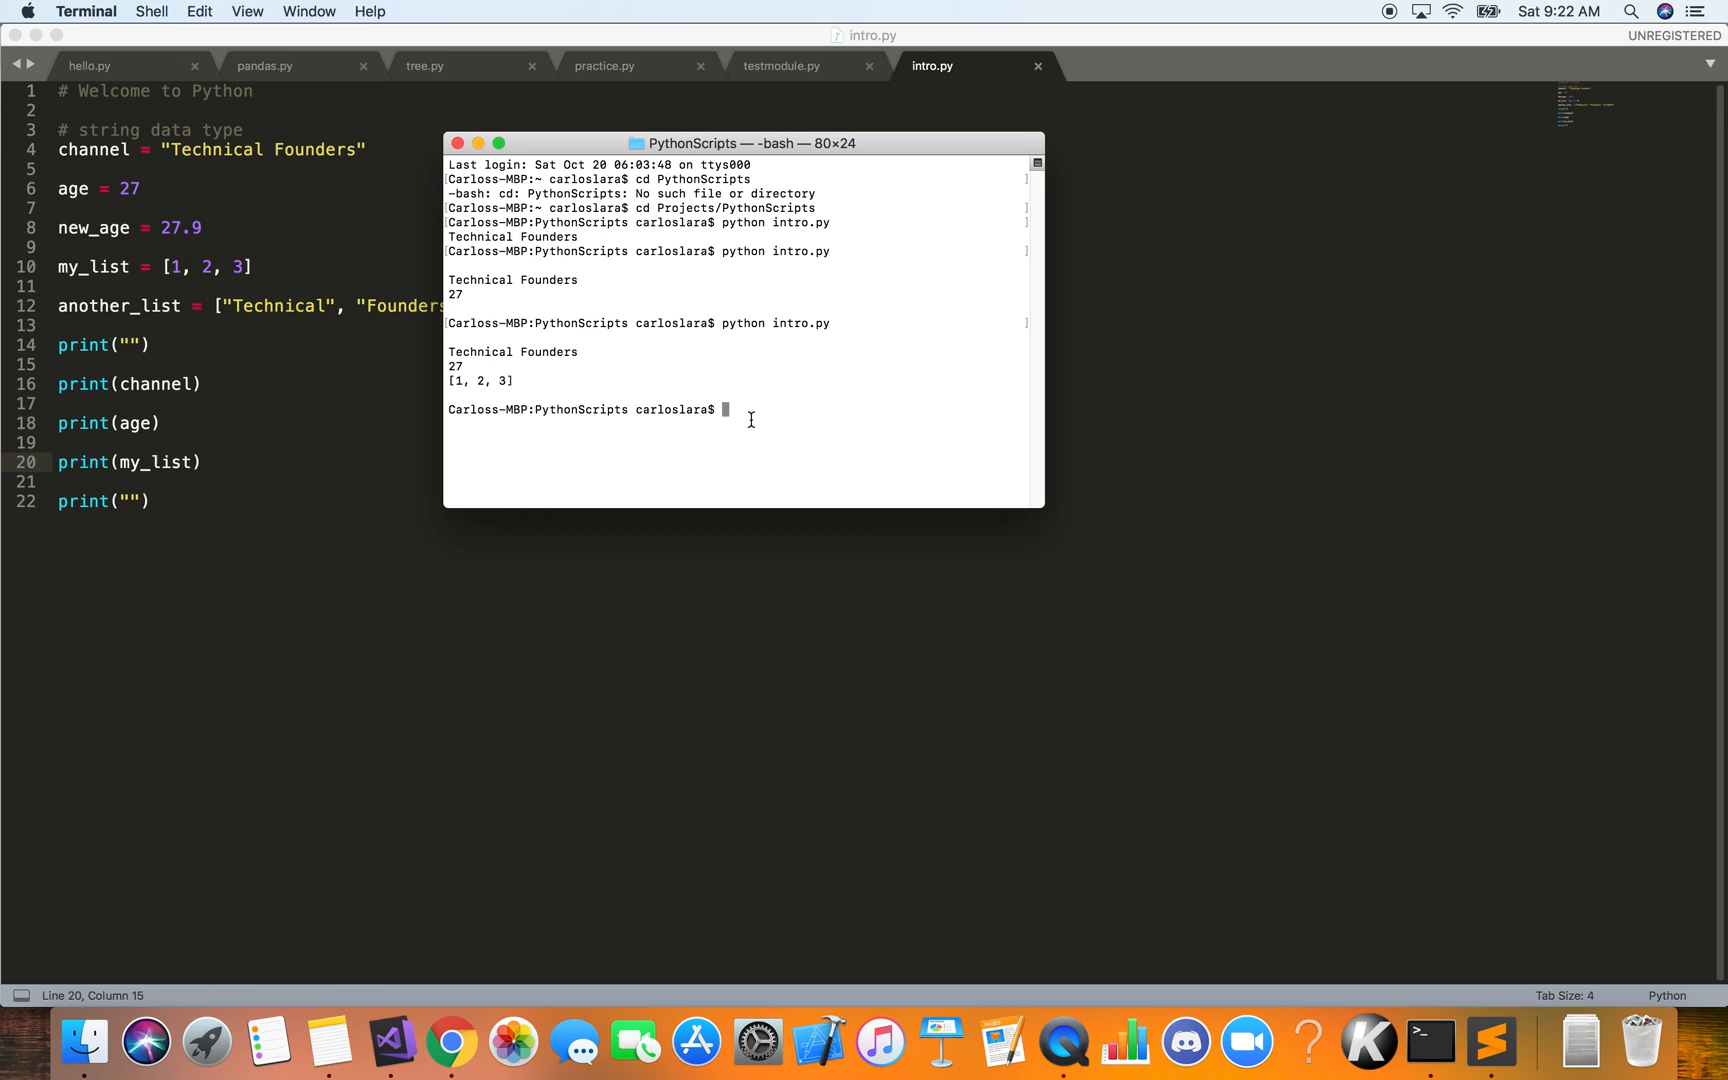 Terminal Shell Edit View Window Help Sat 9:22 AM
intro.py UNREGISTERED
hello.py pandas.py tree.py practice.py testmodule.py intro.py
1 # Welcome to Python
2
3 # string data type
4 channel = "Technical Founders"
5
6 age = 27
7
8 new_age = 27.9
9
10 my_list = [1, 2, 3]
11
12 another_list = ["Technical", "Founders
13
14 print("")
15
16 print(channel)
17
18 print(age)
19
20 print(my_list)
21
22 print("")
PythonScripts — -bash — 80×24
Last login: Sat Oct 20 06:03:48 on ttys000
[Carloss-MBP:~ carloslara$ cd PythonScripts ]
-bash: cd: PythonScripts: No such file or directory
[Carloss-MBP:~ carloslara$ cd Projects/PythonScripts ]
[Carloss-MBP:PythonScripts carloslara$ python intro.py ]
Technical Founders
[Carloss-MBP:PythonScripts carloslara$ python intro.py ]
Technical Founders
27
[Carloss-MBP:PythonScripts carloslara$ python intro.py ]
Technical Founders
27
[1, 2, 3]
Carloss-MBP:PythonScripts carloslara$
Line 20, Column 15 Tab Size: 4 Python